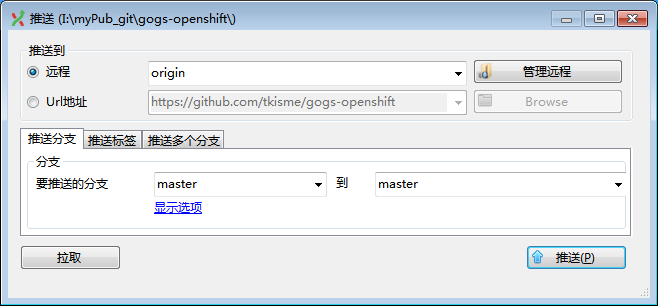 推送 (I:\myPub_git\gogs-openshift\)
推送到
远程 origin 管理远程
Url地址 https://github.com/tkisme/gogs-openshift Browse
推送分支 推送标签 推送多个分支
分支
要推送的分支 master 到 master
显示选项
拉取 推送(P)